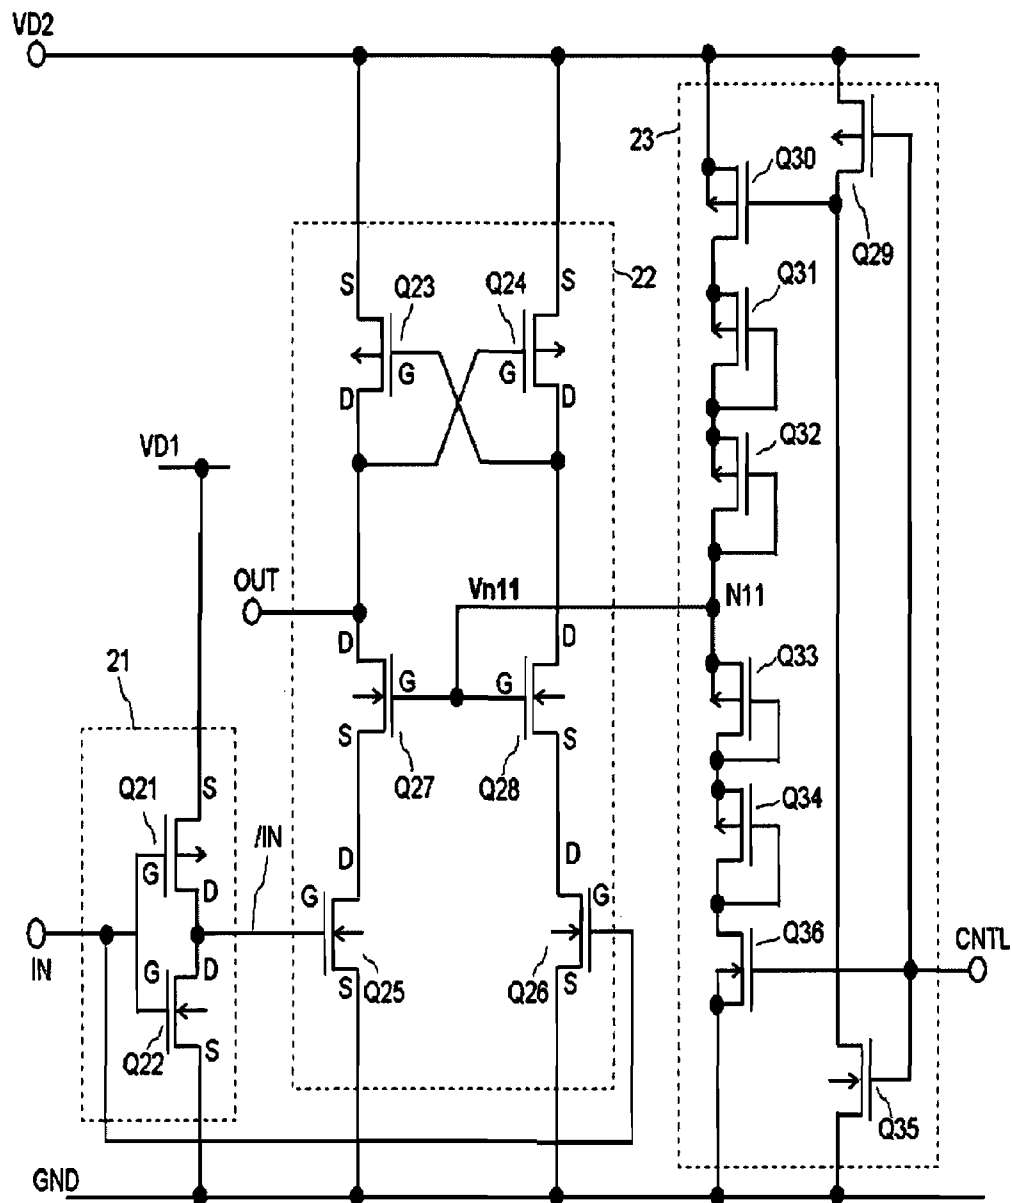 VD2
23
Q30
Q29
S
Q23
Q24
S
22
Q31
G
G
D
D
Q32
VD1
OUT
Vn11
N11
D
D
Q33
21
G
G
S
S
Q27
Q28
Q34
S
Q21
/IN
D
D
G
G
G
D
Q36
CNTL
IN
G
D
Q25
Q26
S
S
Q22
S
Q35
GND